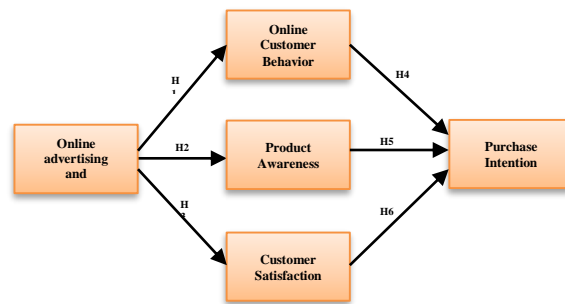 Online
Customer
Behavior
H
H4
Online
advertising
and
H2
Product
Awareness
H5
Purchase
Intention
H
H6
Customer
Satisfaction